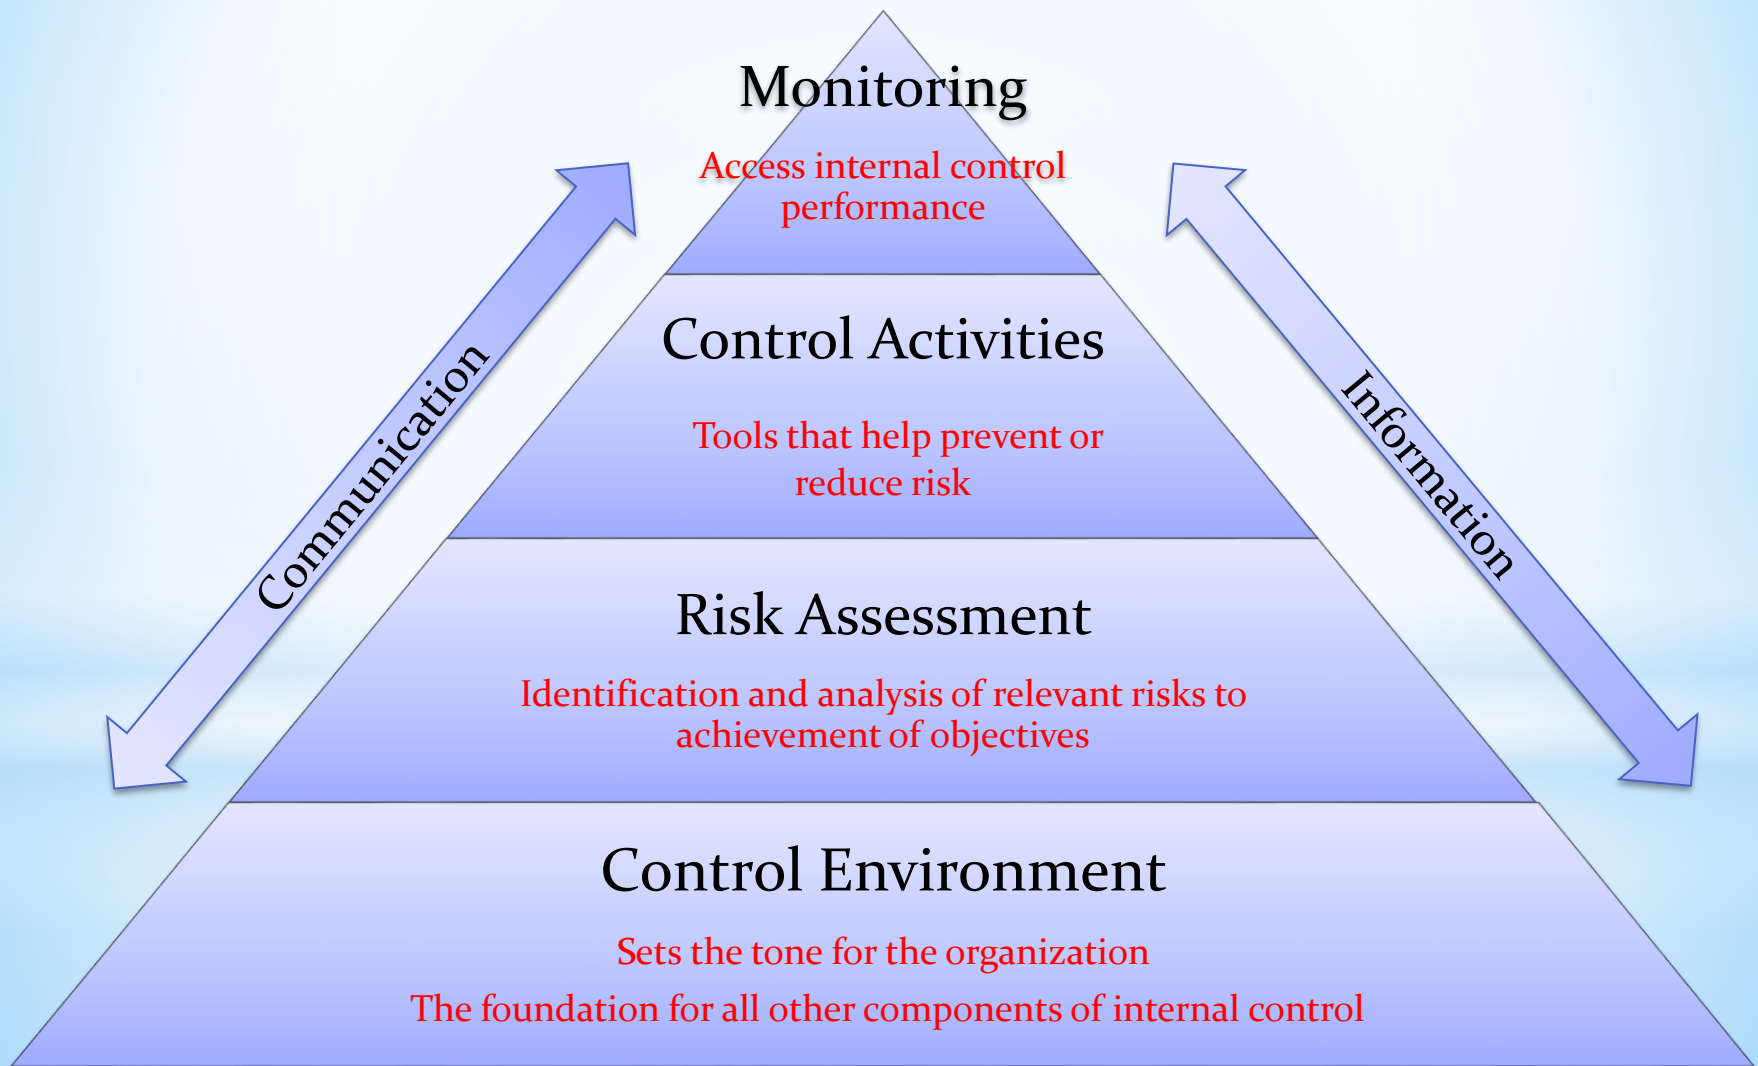 Monitoring
Access internal control
performance
Control Activities
Tools that help prevent or
reduce risk
Communication
Information
Risk Assessment
Identification and analysis of relevant risks to
achievement of objectives
Control Environment
Sets the tone for the organization
The foundation for all other components of internal control